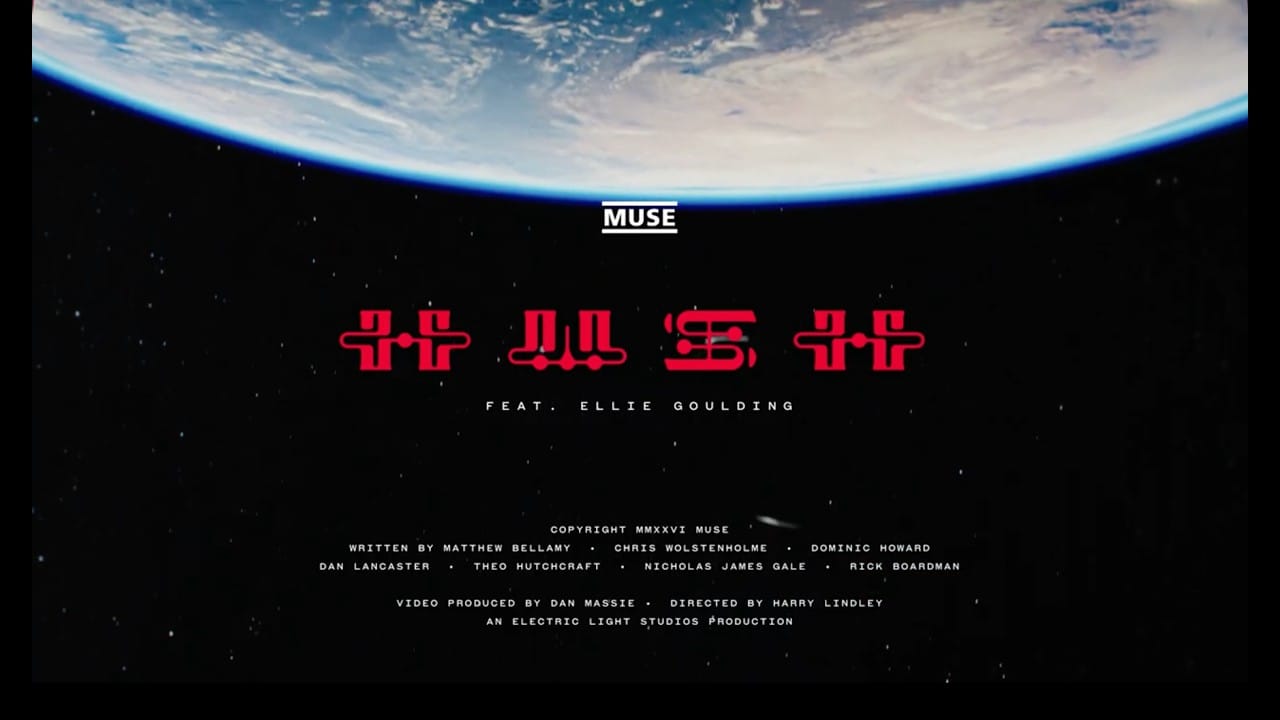 MUSE
HUSH
FEAT. ELLIE GOULDING
COPYRIGHT MMXXVI MUSE
WRITTEN BY MATTHEW BELLAMY • CHRIS WOLSTENHOLME • DOMINIC HOWARD
DAN LANCASTER • THEO HUTCHCRAFT • NICHOLAS JAMES GALE • RICK BOARDMAN
VIDEO PRODUCED BY DAN MASSIE • DIRECTED BY HARRY LINDLEY
AN ELECTRIC LIGHT STUDIOS PRODUCTION